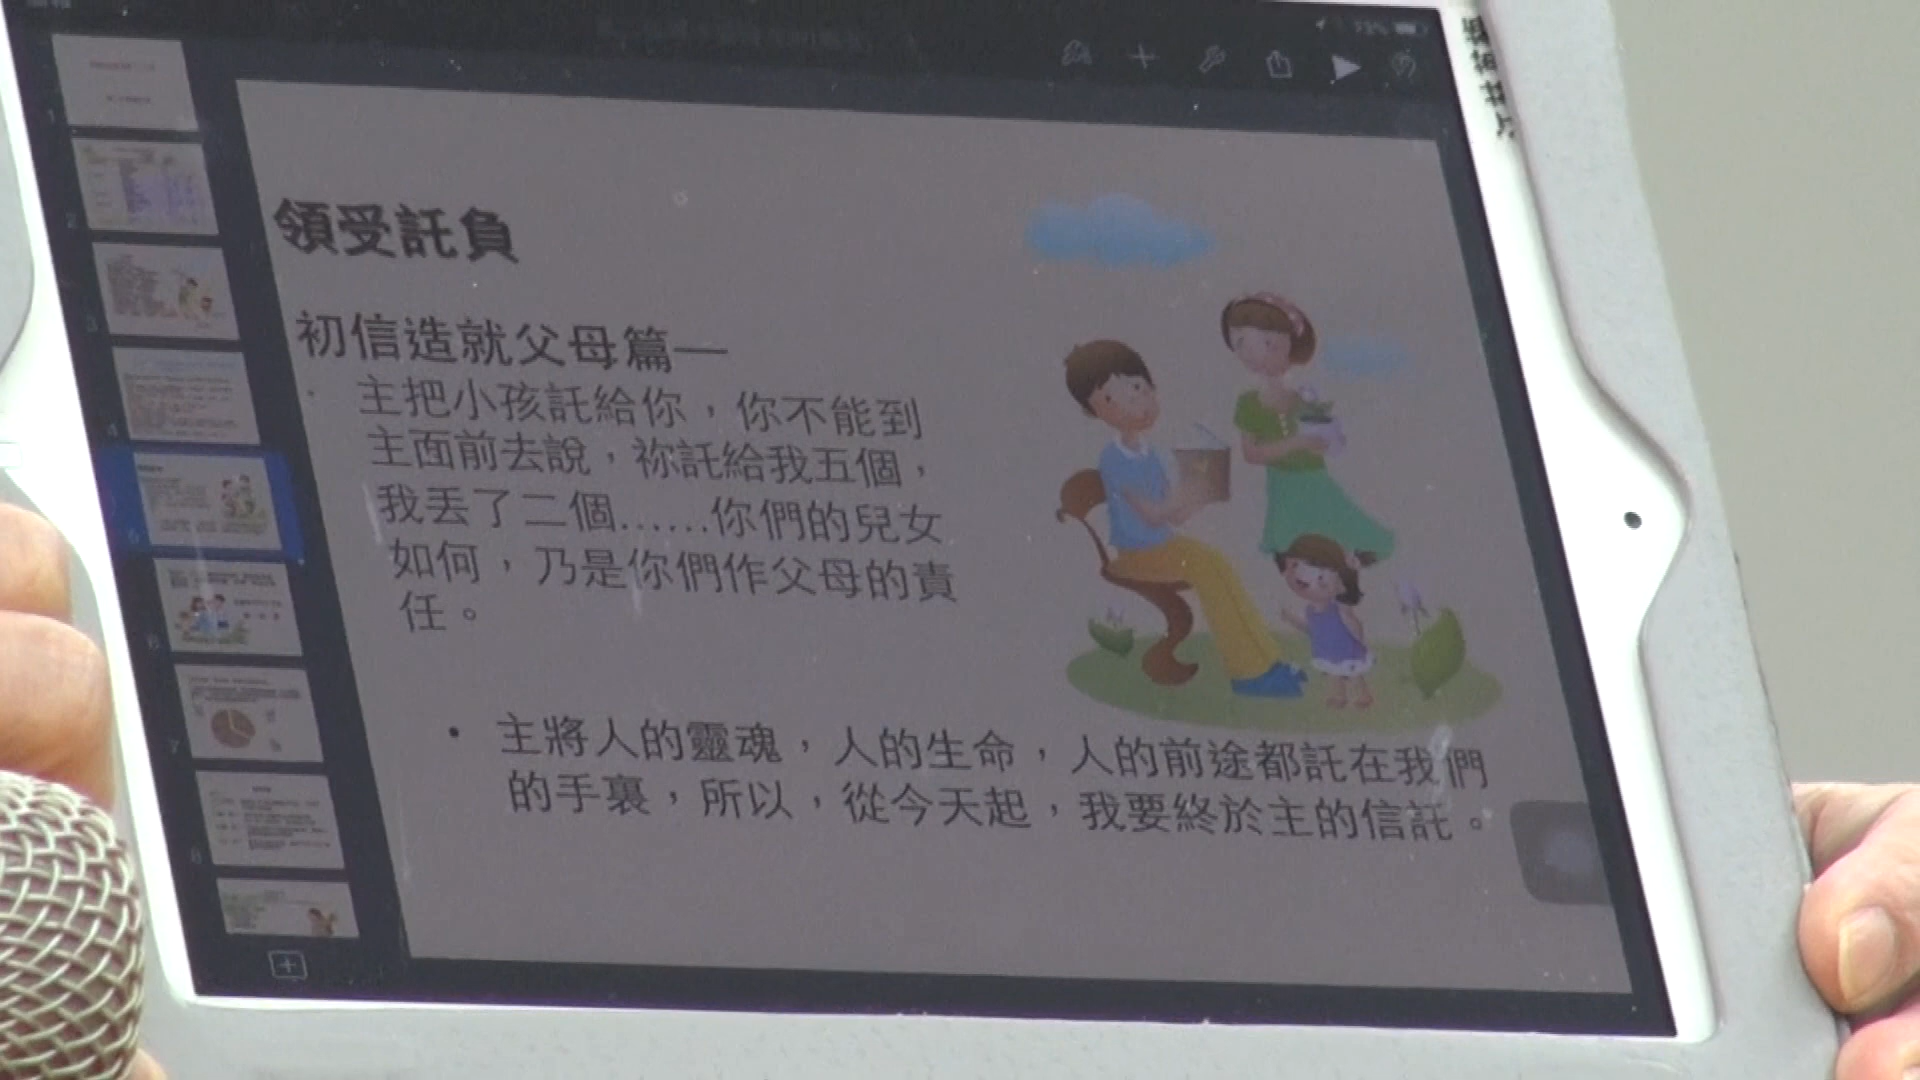 領受託負
初信造就父母篇—
主把小孩託給你，你不能到
主面前去說，祢託給我五個，
我丟了二個......你們的兒女
如何，乃是你們作父母的責
任。
• 主將人的靈魂，人的生命，人的前途都託在我們
的手裏，所以，從今天起，我要終於主的信託。